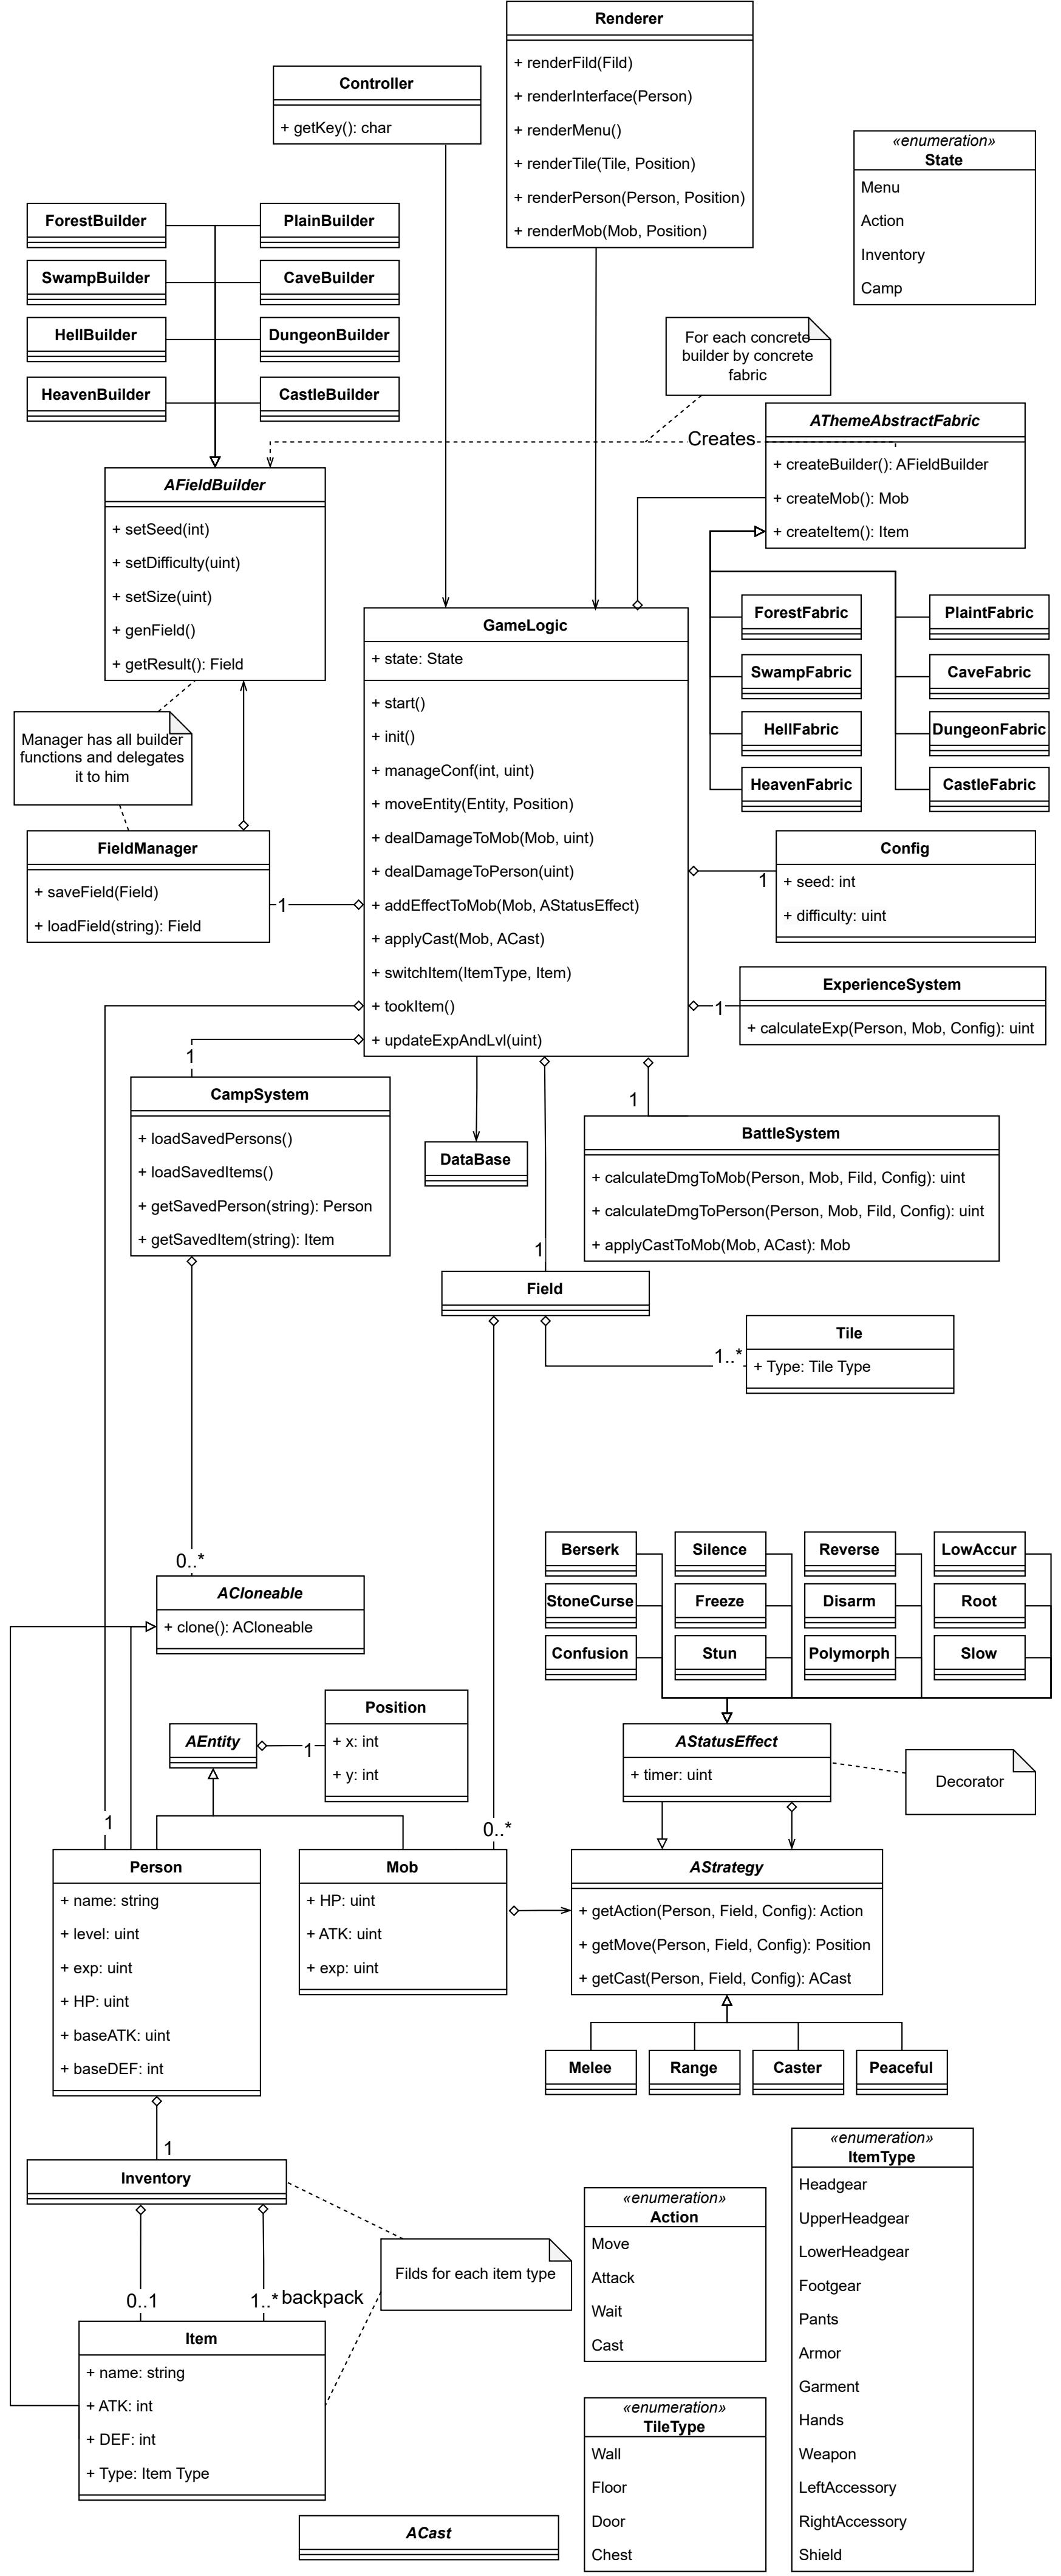 Renderer
+ renderFild(Fild)
+ renderInterface(Person)
+ renderMenu()
+ renderTile(Tile, Position)
+ renderPerson(Person, Position)
+ renderMob(Mob, Position)
Controller
+ getKey(): char
«enumeration»
State
Menu
Action
Inventory
Camp
ForestBuilder
PlainBuilder
SwampBuilder
CaveBuilder
HellBuilder
DungeonBuilder
HeavenBuilder
CastleBuilder
For each concrete
builder by concrete
fabric
Creates
AThemeAbstractFabric
+ createBuilder(): AFieldBuilder
+ createMob(): Mob
+ createItem(): Item
AFieldBuilder
+ setSeed(int)
+ setDifficulty(uint)
+ setSize(uint)
+ genField()
+ getResult(): Field
ForestFabric
PlaintFabric
SwampFabric
CaveFabric
HellFabric
DungeonFabric
HeavenFabric
CastleFabric
GameLogic
+ state: State
+ start()
+ init()
+ manageConf(int, uint)
+ moveEntity(Entity, Position)
+ dealDamageToMob(Mob, uint)
+ dealDamageToPerson(uint)
+ addEffectToMob(Mob, AStatusEffect)
+ applyCast(Mob, ACast)
+ switchItem(ItemType, Item)
+ tookItem()
+ updateExpAndLvl(uint)
Manager has all builder
functions and delegates
it to him
FieldManager
+ saveField(Field)
+ loadField(string): Field
1
Config
+ seed: int
+ difficulty: uint
1
ExperienceSystem
+ calculateExp(Person, Mob, Config): uint
1
1
CampSystem
+ loadSavedPersons()
+ loadSavedItems()
+ getSavedPerson(string): Person
+ getSavedItem(string): Item
DataBase
1
BattleSystem
+ calculateDmgToMob(Person, Mob, Fild, Config): uint
+ calculateDmgToPerson(Person, Mob, Fild, Config): uint
+ applyCastToMob(Mob, ACast): Mob
1
Field
Tile
+ Type: Tile Type
1..*
0..*
ACloneable
+ clone(): ACloneable
Berserk
Silence
Reverse
LowAccur
StoneCurse
Freeze
Disarm
Root
Confusion
Stun
Polymorph
Slow
AEntity
1
Position
+ x: int
+ y: int
AStatusEffect
+ timer: uint
Decorator
1
0..*
Person
+ name: string
+ level: uint
+ exp: uint
+ HP: uint
+ baseATK: uint
+ baseDEF: int
Mob
+ HP: uint
+ ATK: uint
+ exp: uint
AStrategy
+ getAction(Person, Field, Config): Action
+ getMove(Person, Field, Config): Position
+ getCast(Person, Field, Config): ACast
Melee
Range
Caster
Peaceful
1
Inventory
0..1
1..* backpack
Filds for each item type
Item
+ name: string
+ ATK: int
+ DEF: int
+ Type: Item Type
«enumeration»
Action
Move
Attack
Wait
Cast
«enumeration»
TileType
Wall
Floor
Door
Chest
«enumeration»
ItemType
Headgear
UpperHeadgear
LowerHeadgear
Footgear
Pants
Armor
Garment
Hands
Weapon
LeftAccessory
RightAccessory
Shield
ACast